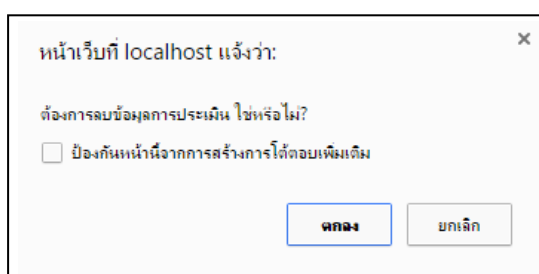 หน้าเว็บที่ localhost แจ้งว่า:
ต้องการลบข้อมูลการประเมิน ใช่หรือไม่?
ป้องกันหน้านี้จากการสร้างการโต้ตอบเพิ่มเติม
ตกลง ยกเลิก